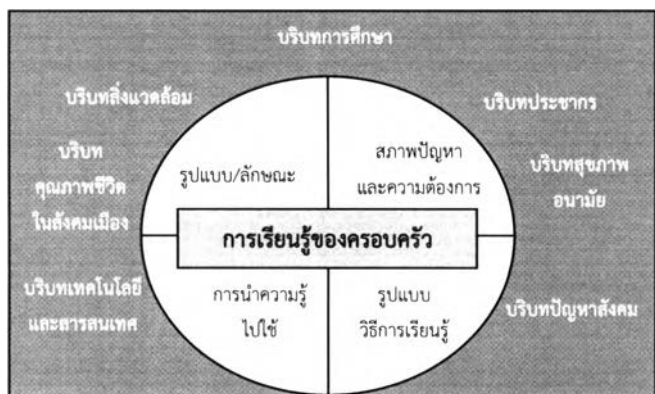 บริบทการศึกษา
บริบทสิ่งแวดล้อม
บริบทประชากร
บริบท
คุณภาพชีวิต
ในสังคมเมือง
รูปแบบ/ลักษณะ
สภาพปัญหา
และความต้องการ
บริบทสุขภาพ
อนามัย
การเรียนรู้ของครอบครัว
บริบทเทคโนโลยี
และสารสนเทศ
การนำความรู้
ไปใช้
รูปแบบ
วิธีการเรียนรู้
บริบทปัญหาสังคม